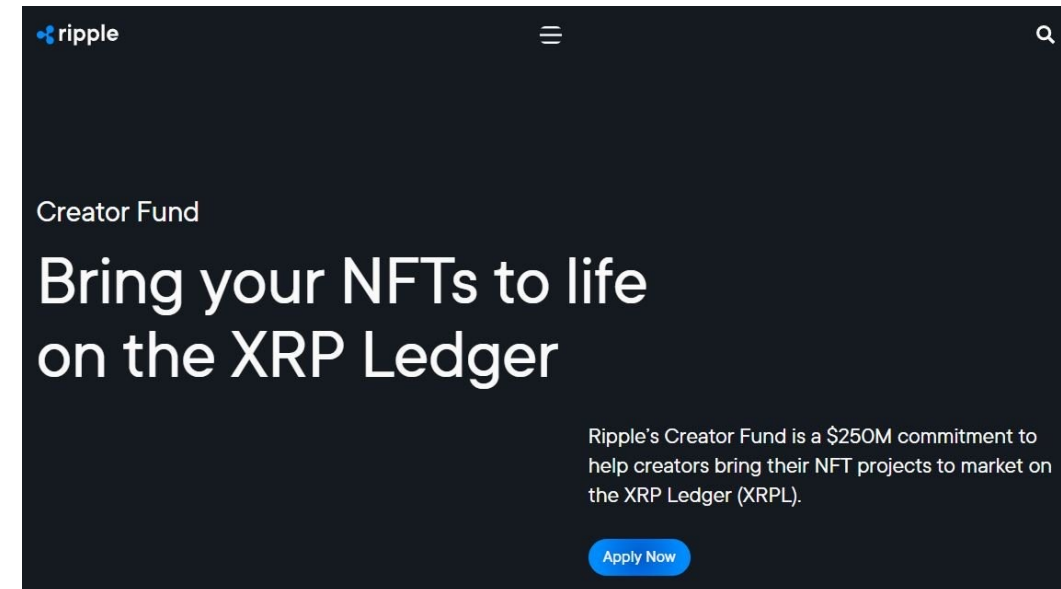 ripple
Creator Fund
Bring your NFTs to life
on the XRP Ledger
Ripple's Creator Fund is a $250M commitment to
help creators bring their NFT projects to market on
the XRP Ledger (XRPL).
Apply Now